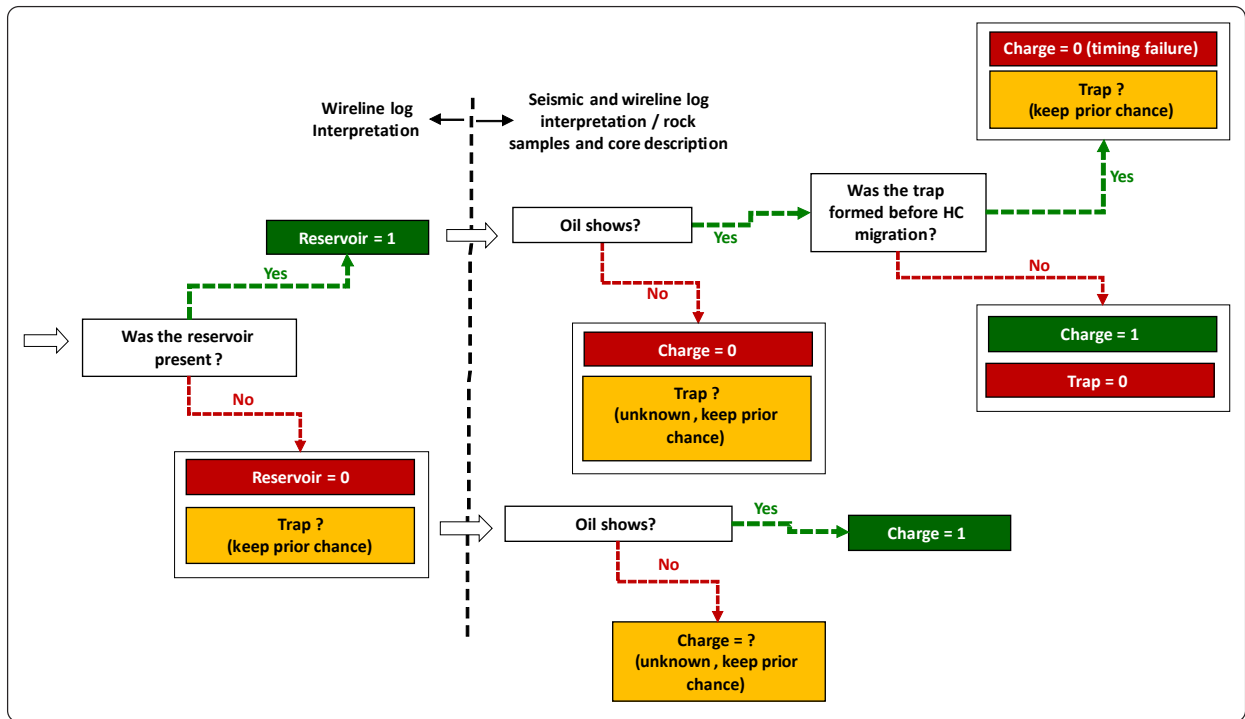 Charge = 0 (timing failure)
Trap ?
(keep prior chance)
Wireline log
Interpretation
Seismic and wireline log
interpretation / rock
samples and core description
Yes
Was the trap
formed before HC
migration?
Oil shows?
Yes
Reservoir = 1
Yes
No
No
Was the reservoir
present ?
Charge = 1
Trap = 0
Charge = 0
Trap ?
(unknown , keep prior
chance)
No
Reservoir = 0
Trap ?
(keep prior chance)
Oil shows?
Yes
Charge = 1
No
Charge = ?
(unknown , keep prior
chance)